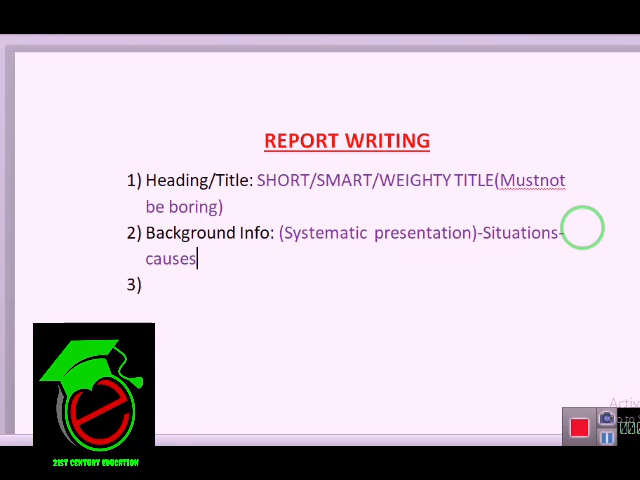 REPORT WRITING
1) Heading/Title: SHORT/SMART/WEIGHTY TITLE(Mustnot
be boring)
2) Background Info: (Systematic presentation)-Situations-
causes
3)
21ST CENTURY EDUCATION